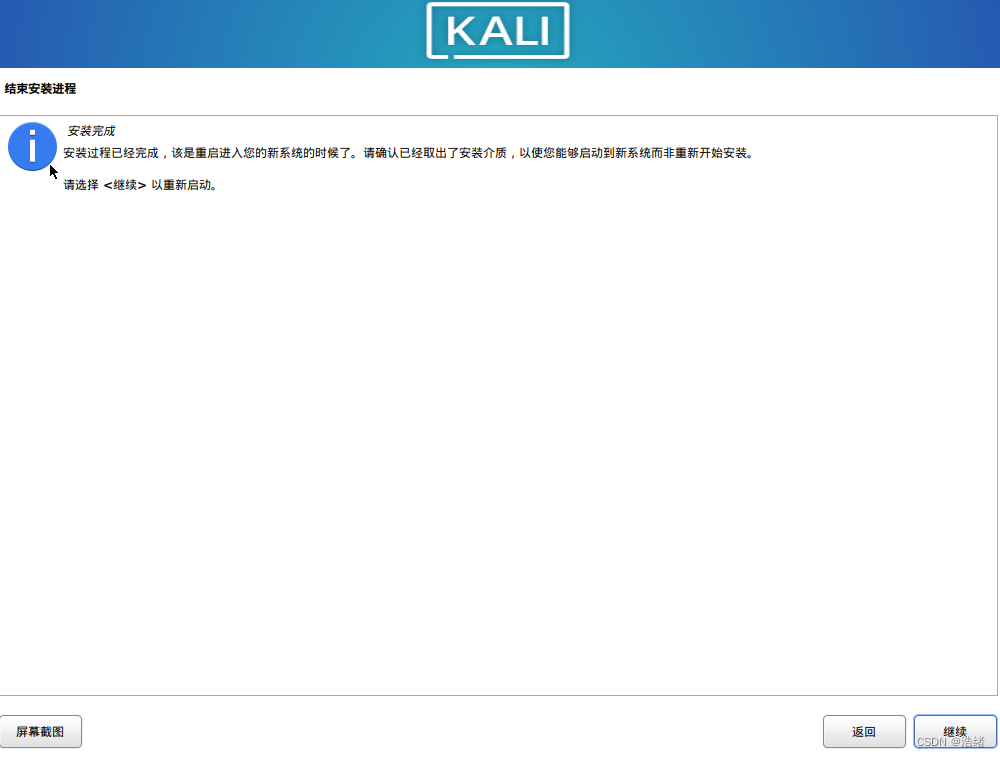 KALI
结束安装进程
安装完成
安装过程已经完成，该是重启进入您的新系统的时候了。请确认已经取出了安装介质，以使您能够启动到新系统而非重新开始安装。
请选择 <继续> 以重新启动。
屏幕截图
返回
继续
CSDN @浩绪